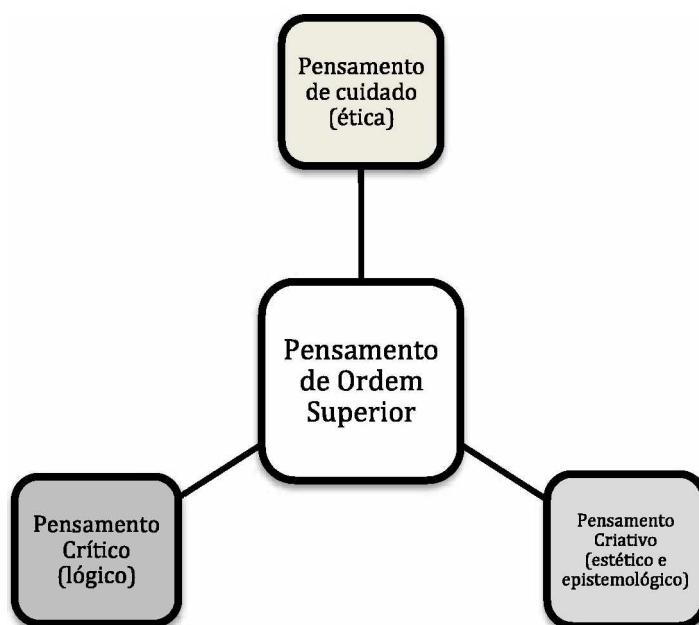 Pensamento
de cuidado
(ética)
Pensamento
de Ordem
Superior
Pensamento
Crítico
(lógico)
Pensamento
Criativo
(estético e
epistemológico)